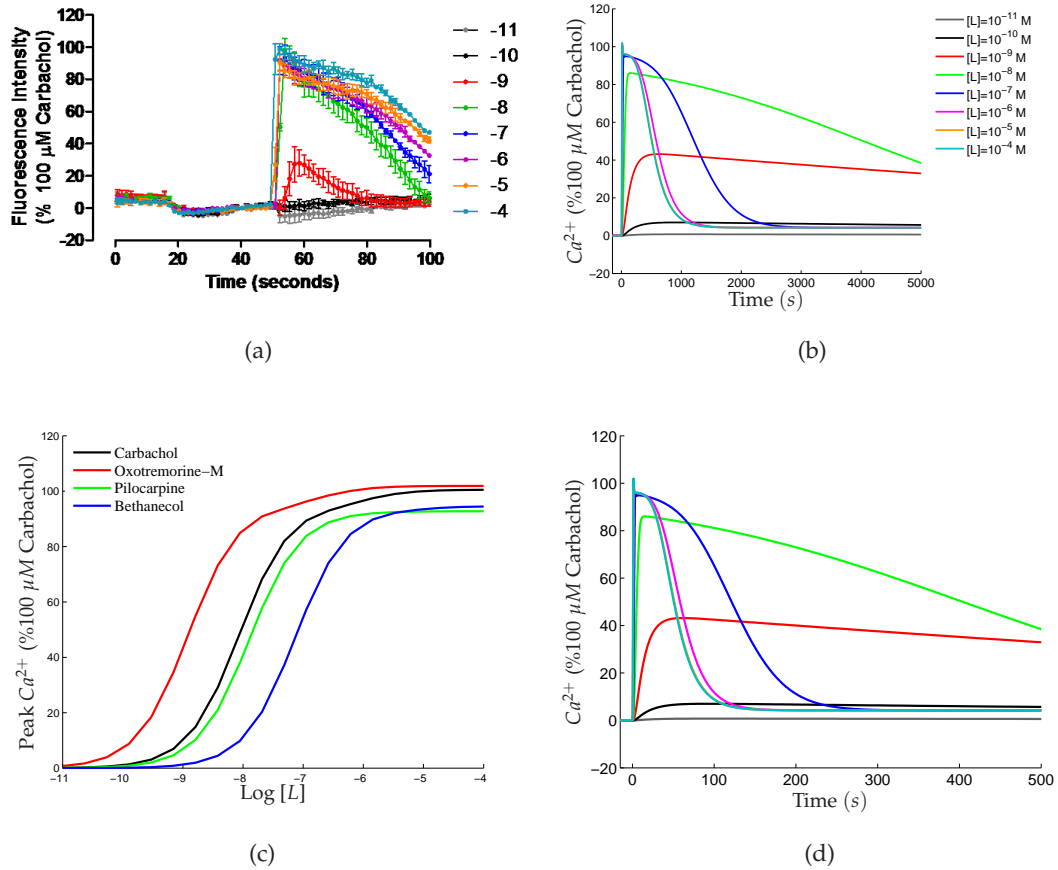 120
100
80
60
40
20
0
-20
Fluorescence Intensity
(% 100 µM Carbachol)
0 20 40 60 80 100
Time (seconds)
-11
-10
-9
-8
-7
-6
-5
-4
(a)
120
100
80
60
40
20
0
−20
Ca²⁺ (%100 µM Carbachol)
0 1000 2000 3000 4000 5000
Time (s)
[L]=10⁻¹¹ M
[L]=10⁻¹⁰ M
[L]=10⁻⁹ M
[L]=10⁻⁸ M
[L]=10⁻⁷ M
[L]=10⁻⁶ M
[L]=10⁻⁵ M
[L]=10⁻⁴ M
(b)
120
100
80
60
40
20
0
Peak Ca²⁺ (%100 µM Carbachol)
Carbachol
Oxotremorine−M
Pilocarpine
Bethanecol
−11 −10 −9 −8 −7 −6 −5 −4
Log [L]
(c)
120
100
80
60
40
20
0
−20
Ca²⁺ (%100 µM Carbachol)
0 100 200 300 400 500
Time (s)
(d)